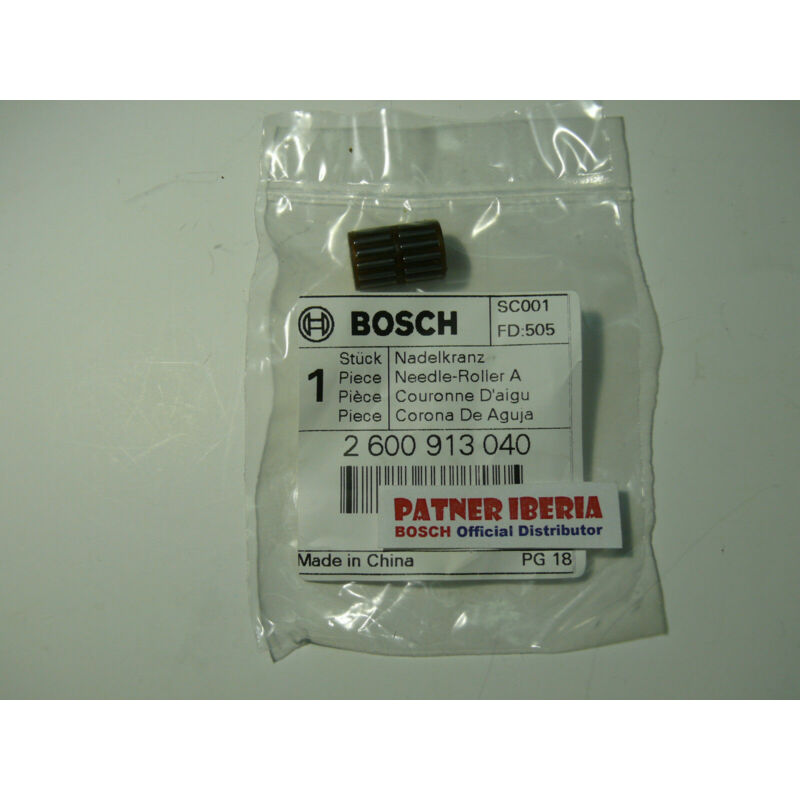 BOSCH
SC001
FD:505
1
Stück Nadelkranz
Piece Needle-Roller A
Pièce Couronne D'aigu
Piece Corona De Aguja
2 600 913 040
PATNER IBERIA
BOSCH Official Distributor
Made in China PG 18